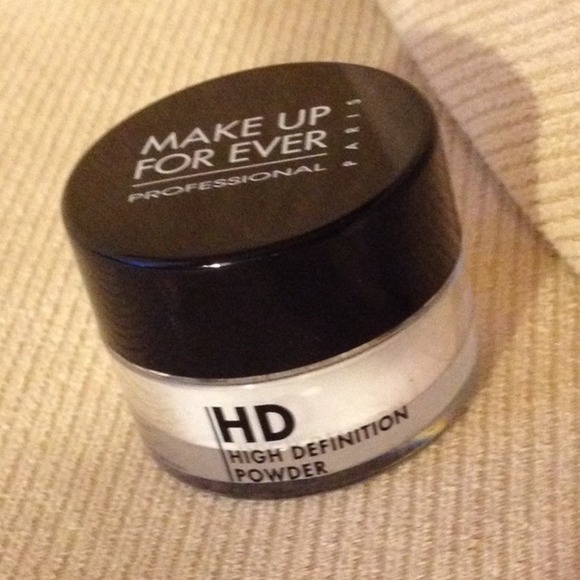 MAKE UP
FOR EVER
PROFESSIONAL
PARIS
HD
HIGH DEFINITION
POWDER